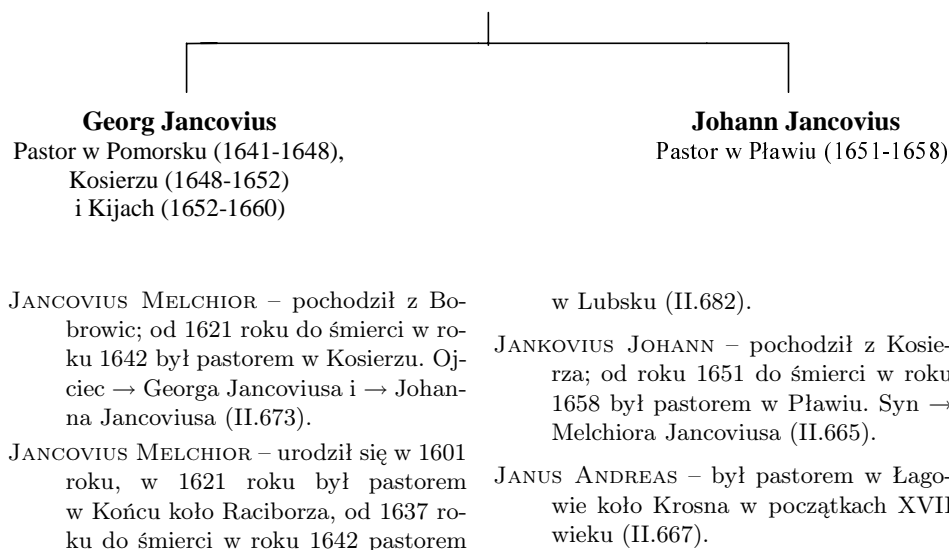 Georg Jancovius
Pastor w Pomorsku (1641-1648),
Kosierzu (1648-1652)
i Kijach (1652-1660)
Johann Jancovius
Pastor w Pławiu (1651-1658)
JANCOVIUS MELCHIOR – pochodził z Bo-
browic; od 1621 roku do śmierci w ro-
ku 1642 był pastorem w Kosierzu. Oj-
ciec → Georga Jancoviusa i → Johan-
na Jancoviusa (II.673).
JANCOVIUS MELCHIOR – urodził się w 1601
roku, w 1621 roku był pastorem
w Końcu koło Raciborza, od 1637 ro-
ku do śmierci w roku 1642 pastorem
w Lubsku (II.682).
JANKOVIUS JOHANN – pochodził z Kosie-
rza; od roku 1651 do śmierci w roku
1658 był pastorem w Pławiu. Syn →
Melchiora Jancoviusa (II.665).
JANUS ANDREAS – był pastorem w Łago-
wie koło Krosna w początkach XVII
wieku (II.667).